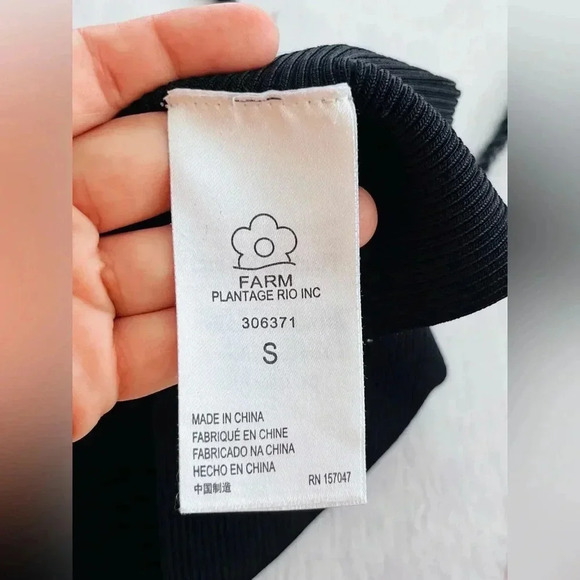 FARM
PLANTAGE RIO INC
306371
S
MADE IN CHINA
FABRIQUÉ EN CHINE
FABRICADO NA CHINA
HECHO EN CHINA
中国制造
RN 157047